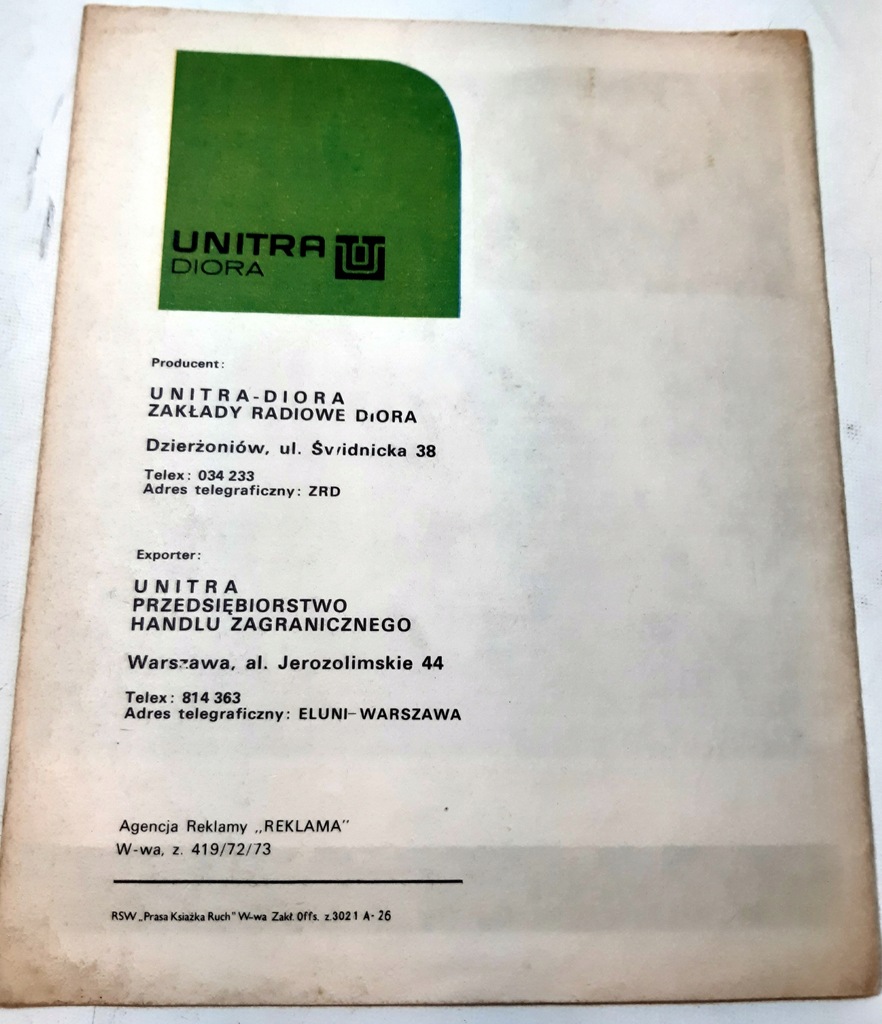 UNITRA
DIORA
Producent:
UNITRA-DIORA
ZAKŁADY RADIOWE DIORA
Dzierżoniów, ul. Świdnicka 38
Telex: 034 233
Adres telegraficzny: ZRD
Exporter:
UNITRA
PRZEDSIĘBIORSTWO
HANDLU ZAGRANICZNEGO
Warszawa, al. Jerozolimskie 44
Telex: 814 363
Adres telegraficzny: ELUNI-WARSZAWA
Agencja Reklamy „REKLAMA”
W-wa, z. 419/72/73
RSW „Prasa Książka Ruch” W-wa Zakł. Offs. z.3021 A-26